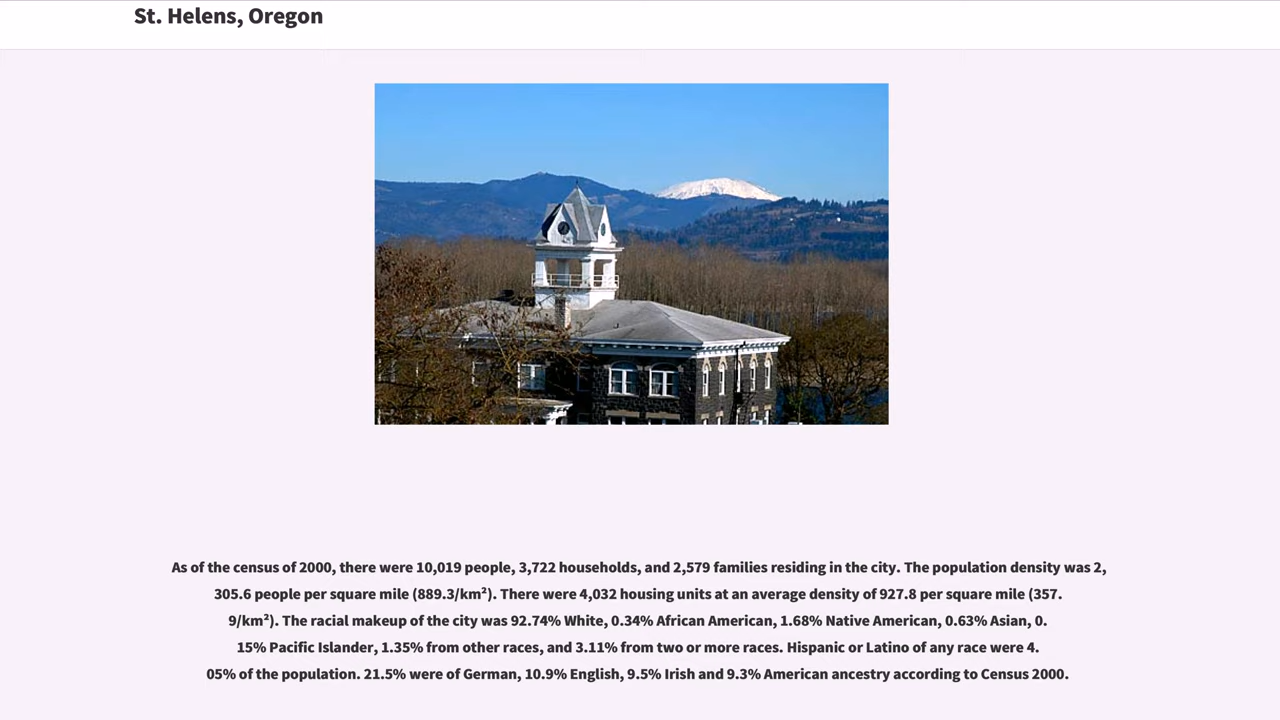 St. Helens, Oregon
As of the census of 2000, there were 10,019 people, 3,722 households, and 2,579 families residing in the city. The population density was 2,
305.6 people per square mile (889.3/km²). There were 4,032 housing units at an average density of 927.8 per square mile (357.
9/km²). The racial makeup of the city was 92.74% White, 0.34% African American, 1.68% Native American, 0.63% Asian, 0.
15% Pacific Islander, 1.35% from other races, and 3.11% from two or more races. Hispanic or Latino of any race were 4.
05% of the population. 21.5% were of German, 10.9% English, 9.5% Irish and 9.3% American ancestry according to Census 2000.